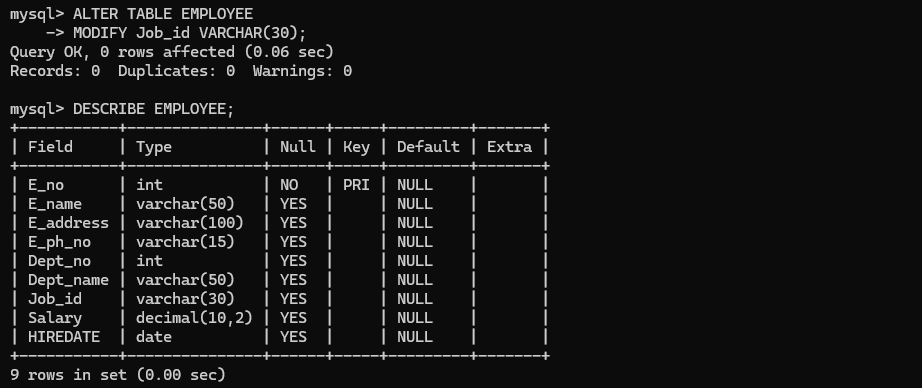 mysql> ALTER TABLE EMPLOYEE
    -> MODIFY Job_id VARCHAR(30);
Query OK, 0 rows affected (0.06 sec)
Records: 0  Duplicates: 0  Warnings: 0

mysql> DESCRIBE EMPLOYEE;
+-----------+---------------+------+-----+---------+-------+
| Field     | Type          | Null | Key | Default | Extra |
+-----------+---------------+------+-----+---------+-------+
| E_no      | int           | NO   | PRI | NULL    |       |
| E_name    | varchar(50)   | YES  |     | NULL    |       |
| E_address | varchar(100)  | YES  |     | NULL    |       |
| E_ph_no   | varchar(15)   | YES  |     | NULL    |       |
| Dept_no   | int           | YES  |     | NULL    |       |
| Dept_name | varchar(50)   | YES  |     | NULL    |       |
| Job_id    | varchar(30)   | YES  |     | NULL    |       |
| Salary    | decimal(10,2) | YES  |     | NULL    |       |
| HIREDATE  | date          | YES  |     | NULL    |       |
+-----------+---------------+------+-----+---------+-------+
9 rows in set (0.00 sec)